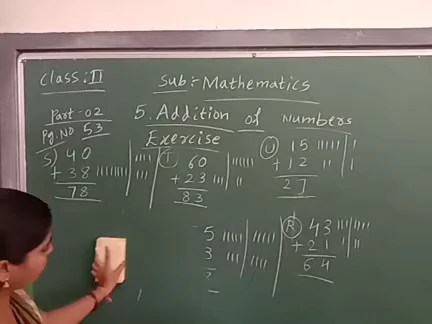 Class: II Sub:- Mathematics
Part-02 5. Addition of Numbers
Pg. No 53 Exercise
S) 40
+ 38
78
T 60
+ 23
83
U 15
+ 12
27
5
3
R 43
+ 21
64